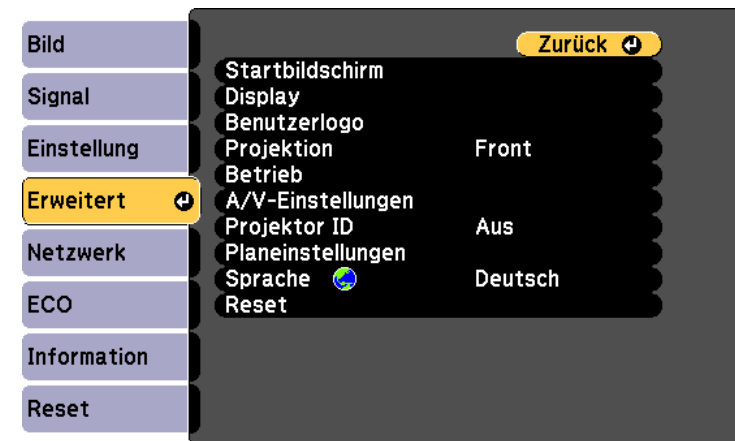 Bild
Signal
Einstellung
Erweitert
Netzwerk
ECO
Information
Reset
Zurück
Startbildschirm
Display
Benutzerlogo
Projektion Front
Betrieb
A/V-Einstellungen
Projektor ID Aus
Planeinstellungen
Sprache Deutsch
Reset